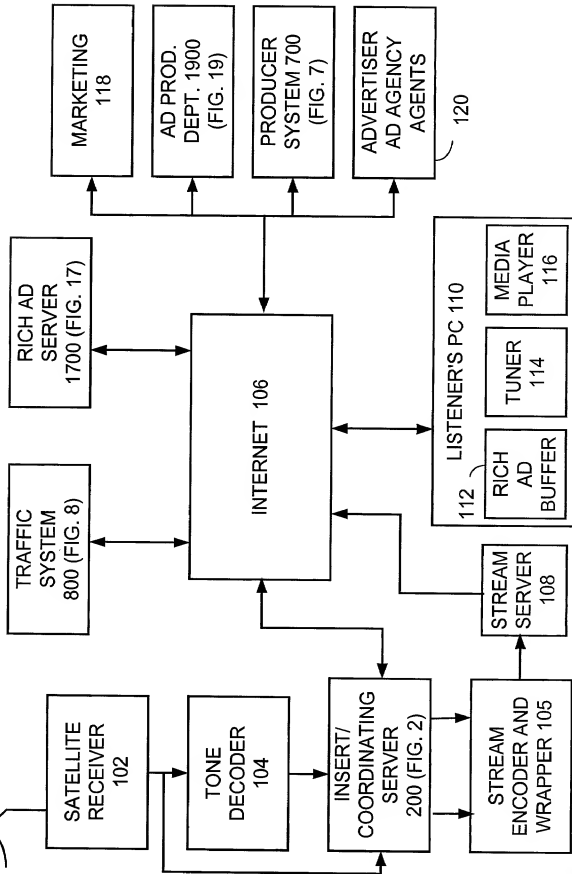 SATELLITE
RECEIVER
102
TONE
DECODER
104
INSERT/
COORDINATING
SERVER
200 (FIG. 2)
STREAM
ENCODER AND
WRAPPER 105
STREAM
SERVER
108
TRAFFIC
SYSTEM
800 (FIG. 8)
RICH AD
SERVER
1700 (FIG. 17)
INTERNET 106
LISTENER'S PC 110
112
RICH
AD
BUFFER
TUNER
114
MEDIA
PLAYER
116
MARKETING
118
AD PROD.
DEPT. 1900
(FIG. 19)
PRODUCER
SYSTEM 700
(FIG. 7)
ADVERTISER
AD AGENCY
AGENTS
120